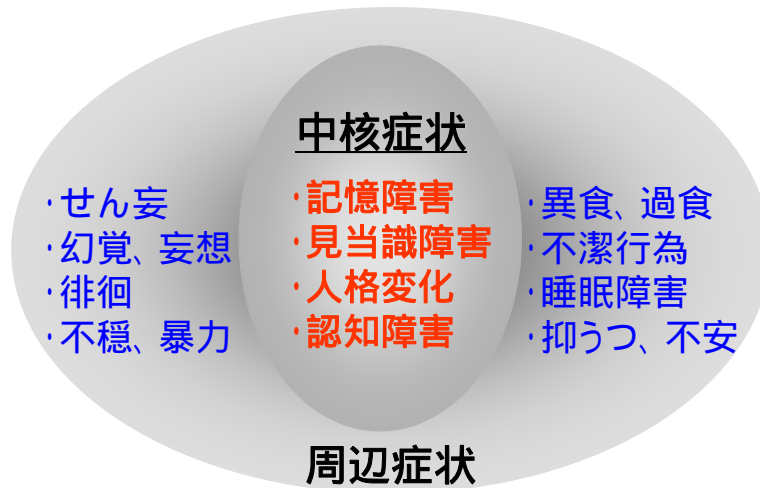 中核症状
・せん妄
・幻覚、妄想
・徘徊
・不穏、暴力
・記憶障害
・見当識障害
・人格変化
・認知障害
・異食、過食
・不潔行為
・睡眠障害
・抑うつ、不安
周辺症状